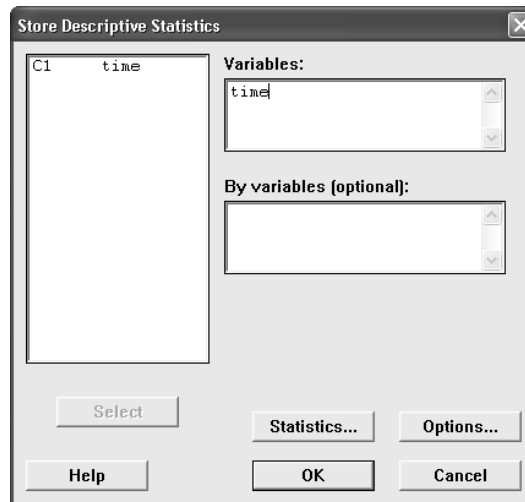 Store Descriptive Statistics
C1 time
Variables:
time
By variables (optional):
Select
Statistics...
Options...
Help
OK
Cancel